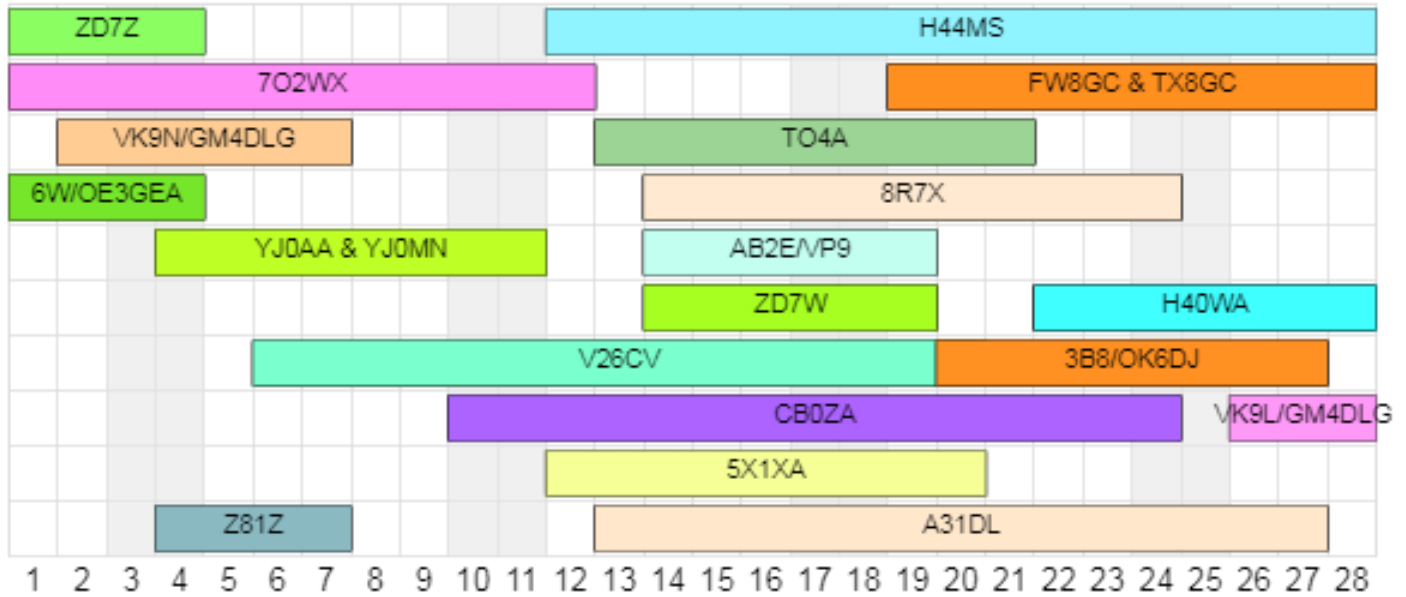 ZD7Z H44MS
7O2WX FW8GC & TX8GC
VK9N/GM4DLG TO4A
6W/OE3GEA 8R7X
YJ0AA & YJ0MN AB2E/VP9
ZD7W H40WA
V26CV 3B8/OK6DJ
CB0ZA VK9L/GM4DLG
5X1XA
Z81Z A31DL
1 2 3 4 5 6 7 8 9 10 11 12 13 14 15 16 17 18 19 20 21 22 23 24 25 26 27 28